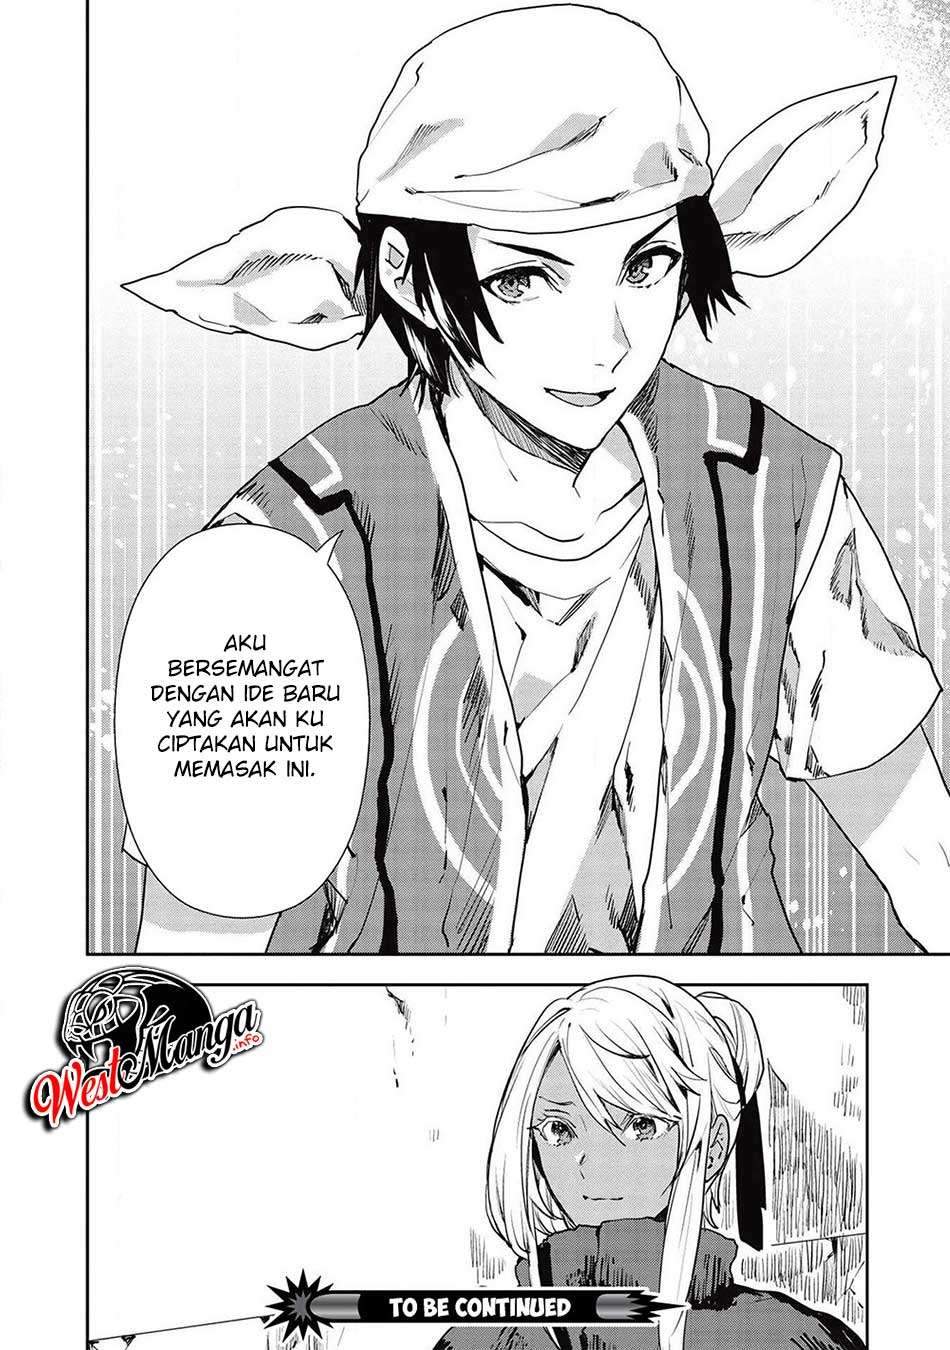 AKU
BERSEMANGAT
DENGAN IDE BARU
YANG AKAN KU
CIPTAKAN UNTUK
MEMASAK INI.
WestManga
.info
TO BE CONTINUED